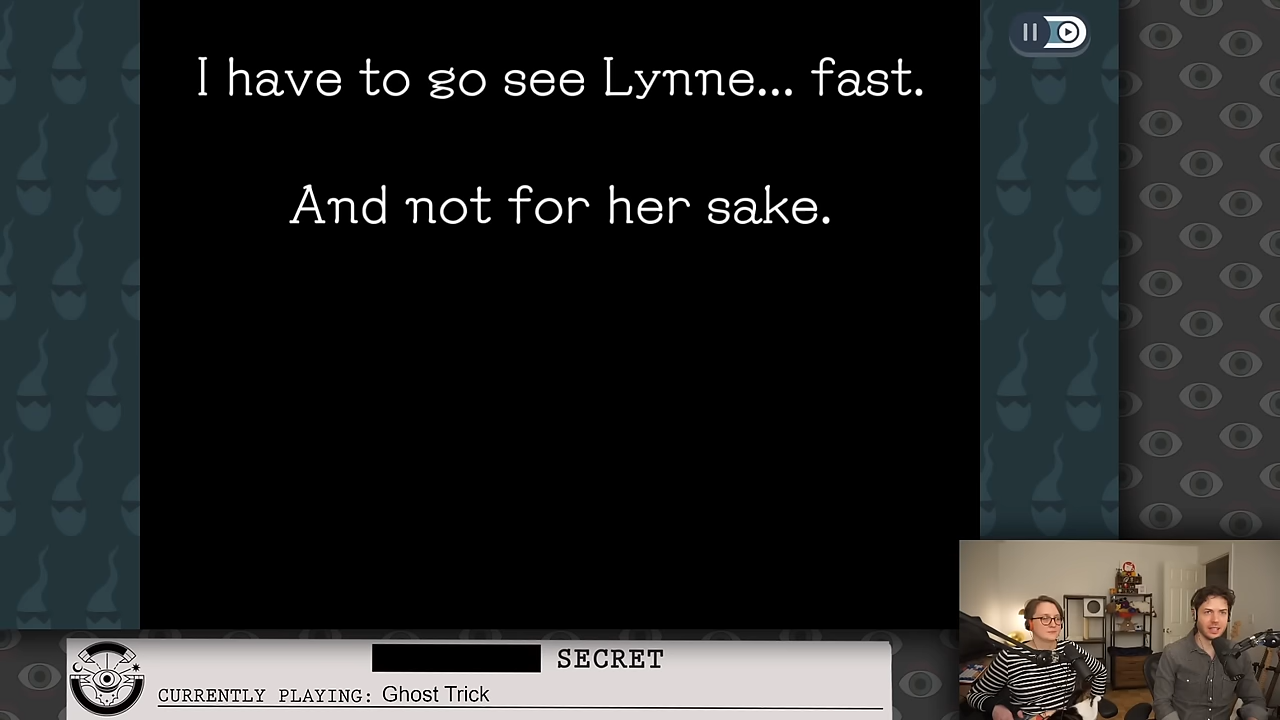 I have to go see Lynne... fast.
And not for her sake.
SECRET
CURRENTLY PLAYING: Ghost Trick